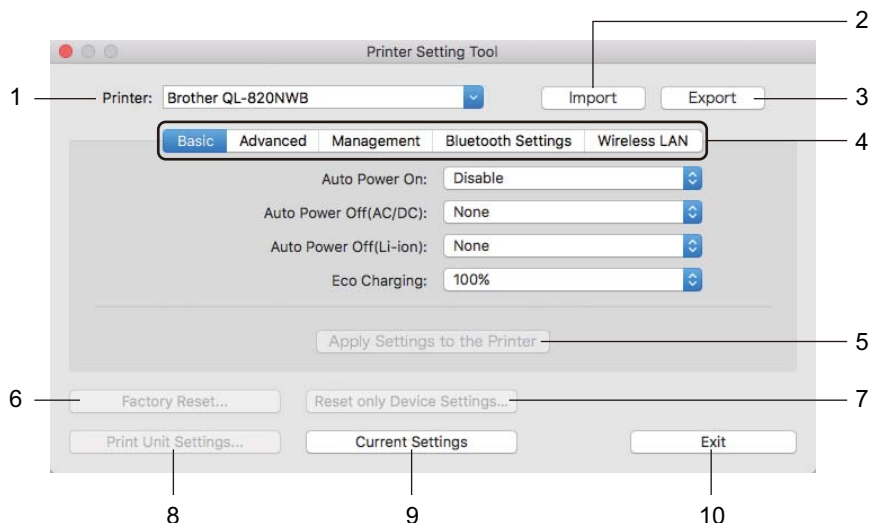 2
Printer Setting Tool
1 Printer: Brother QL-820NWB Import Export 3
Basic Advanced Management Bluetooth Settings Wireless LAN 4
Auto Power On: Disable
Auto Power Off(AC/DC): None
Auto Power Off(Li-ion): None
Eco Charging: 100%
Apply Settings to the Printer 5
6 Factory Reset... Reset only Device Settings... 7
Print Unit Settings... Current Settings Exit
8 9 10